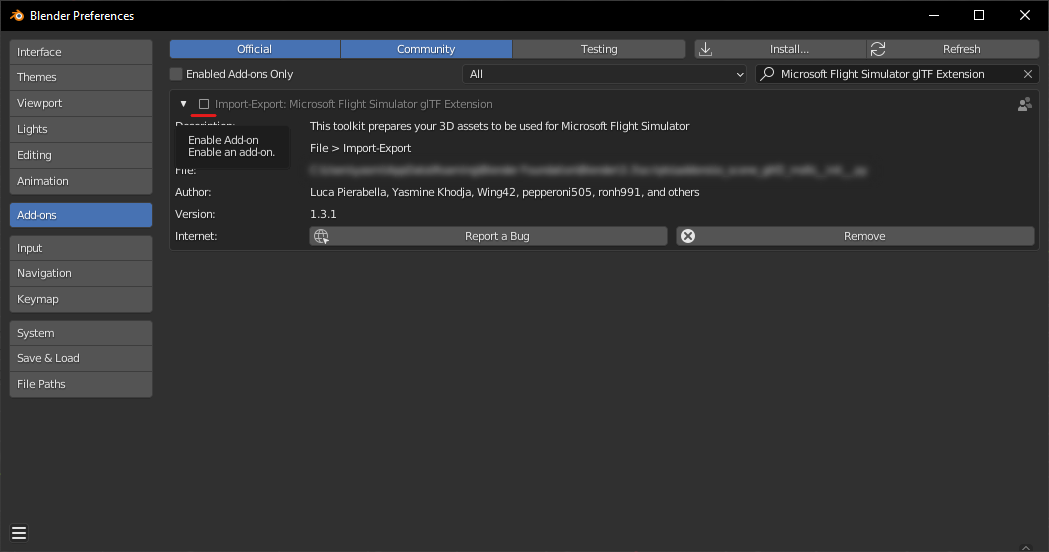 Blender Preferences
Interface
Themes
Viewport
Lights
Editing
Animation
Add-ons
Input
Navigation
Keymap
System
Save & Load
File Paths
Official Community Testing Install... Refresh
Enabled Add-ons Only All Microsoft Flight Simulator glTF Extension
Import-Export: Microsoft Flight Simulator glTF Extension
Description: This toolkit prepares your 3D assets to be used for Microsoft Flight Simulator
Enable Add-on
Enable an add-on.
File > Import-Export
File:
Author: Luca Pierabella, Yasmine Khodja, Wing42, pepperoni505, ronh991, and others
Version: 1.3.1
Internet: Report a Bug Remove